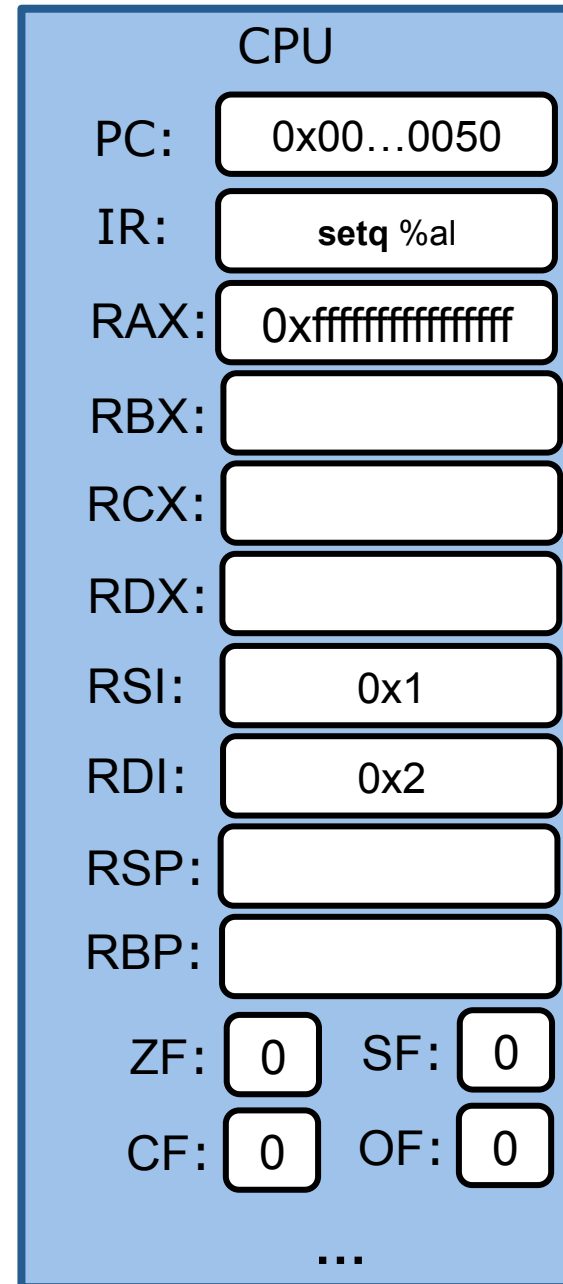 CPU
PC: 0x00…0050
IR: setq %al
RAX: 0xffffffffffffffff
RBX:
RCX:
RDX:
RSI: 0x1
RDI: 0x2
RSP:
RBP:
ZF: 0 SF: 0
CF: 0 OF: 0
...